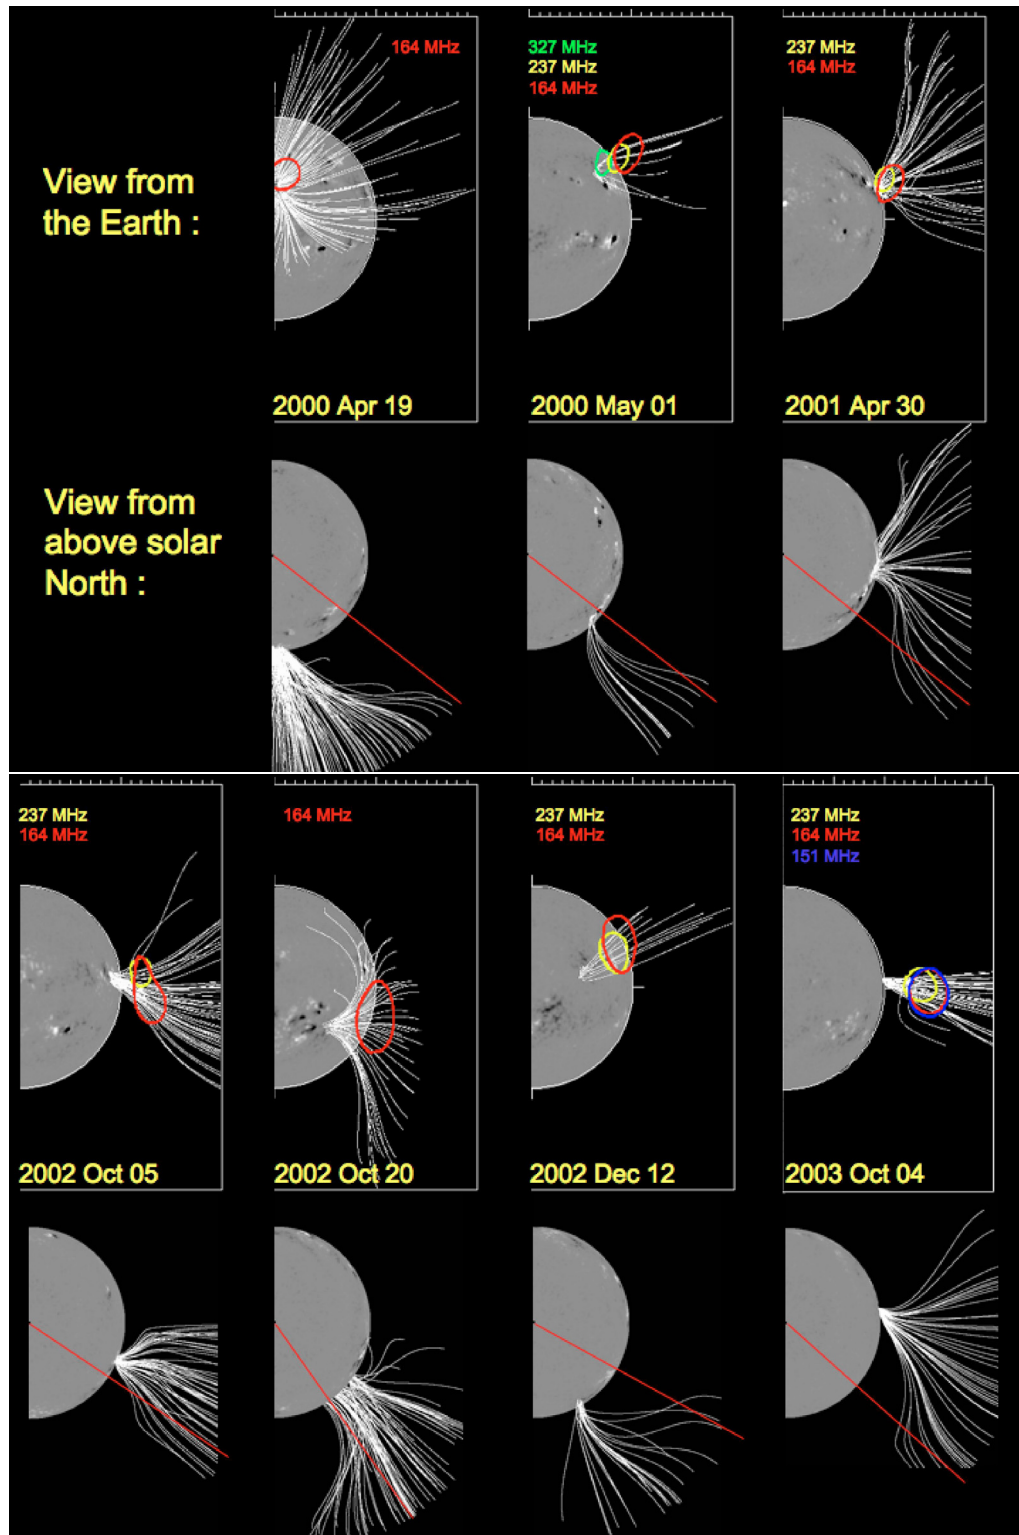 164 MHz
327 MHz
237 MHz
164 MHz
237 MHz
164 MHz
View from
the Earth :
2000 Apr 19
2000 May 01
2001 Apr 30
View from
above solar
North :
237 MHz
164 MHz
164 MHz
237 MHz
164 MHz
237 MHz
164 MHz
151 MHz
2002 Oct 05
2002 Oct 20
2002 Dec 12
2003 Oct 04